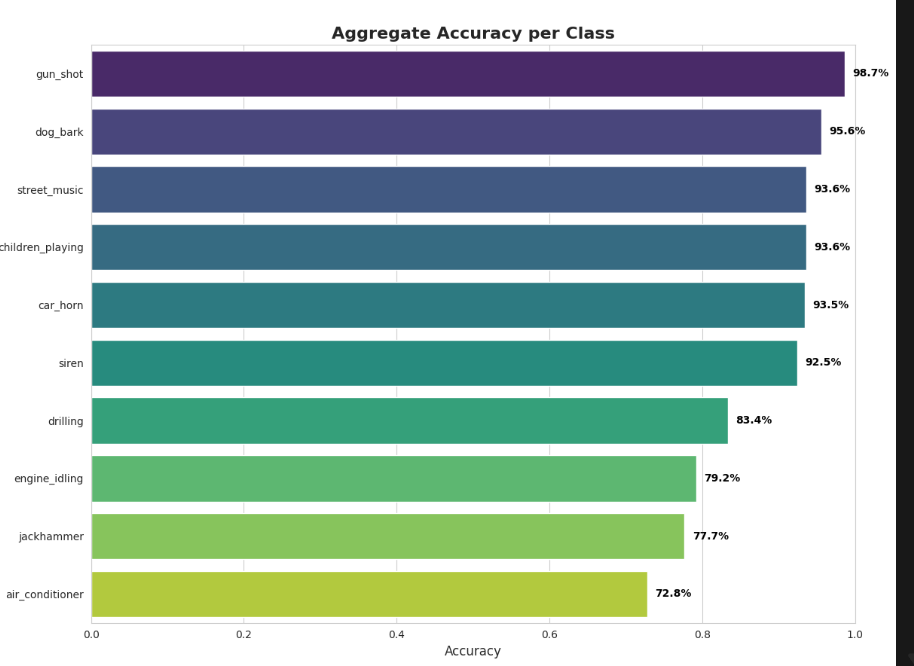 Aggregate Accuracy per Class
gun_shot 98.7%
dog_bark 95.6%
street_music 93.6%
children_playing 93.6%
car_horn 93.5%
siren 92.5%
drilling 83.4%
engine_idling 79.2%
jackhammer 77.7%
air_conditioner 72.8%
0.0 0.2 0.4 0.6 0.8 1.0
Accuracy